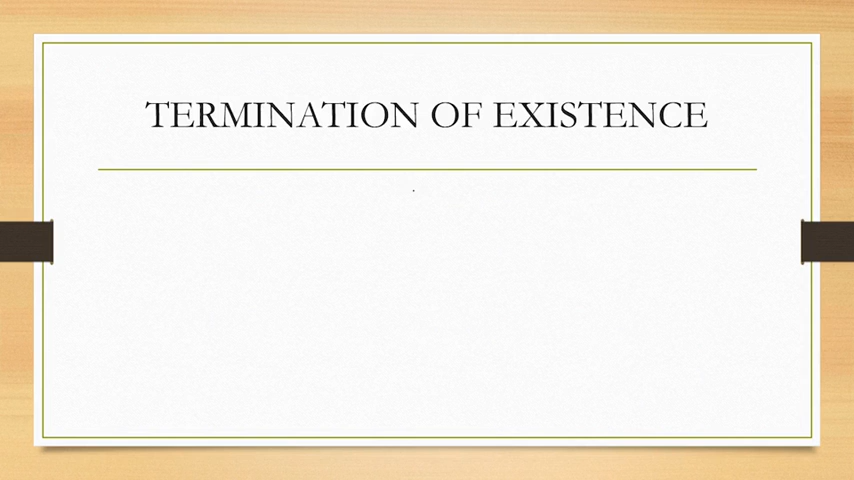 TERMINATION OF EXISTENCE
.